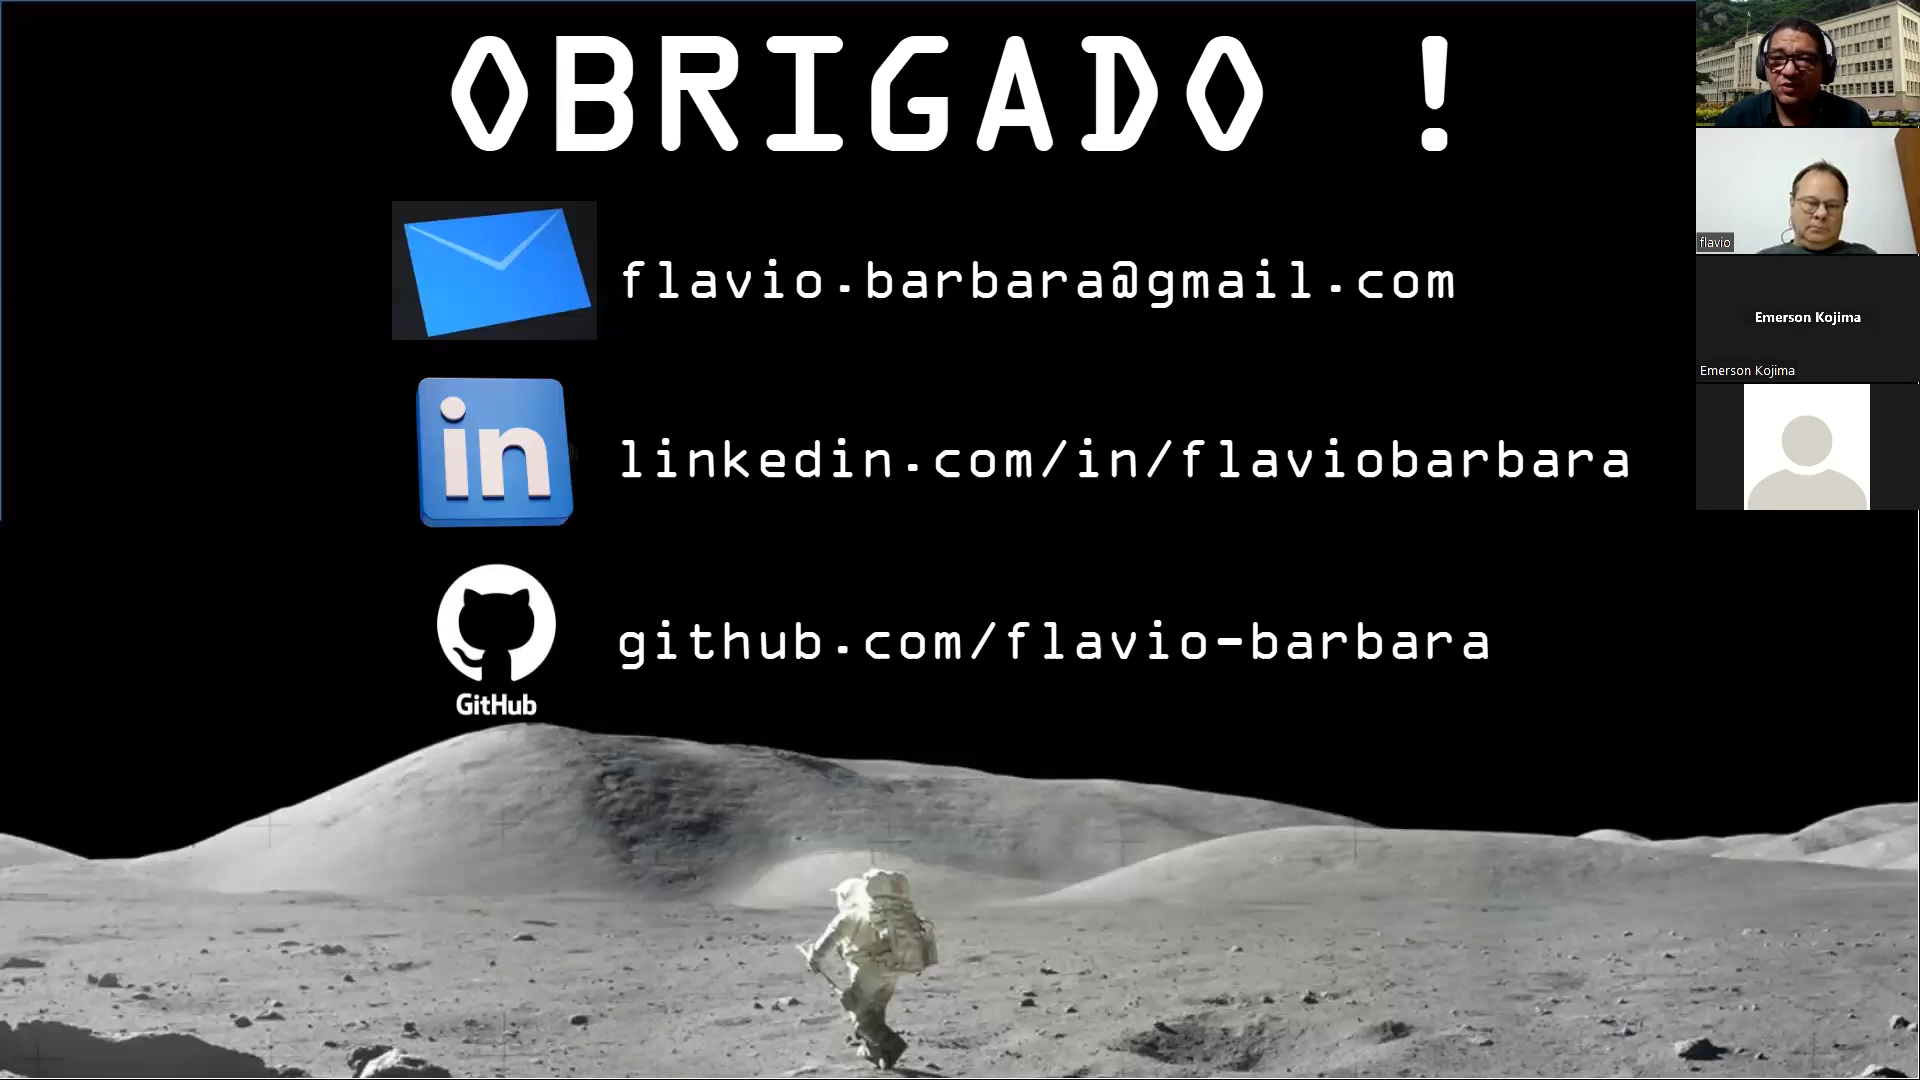 OBRIGADO !
flavio.barbara@gmail.com
in
linkedin.com/in/flaviobarbara
GitHub
github.com/flavio-barbara
flavio
Emerson Kojima
Emerson Kojima